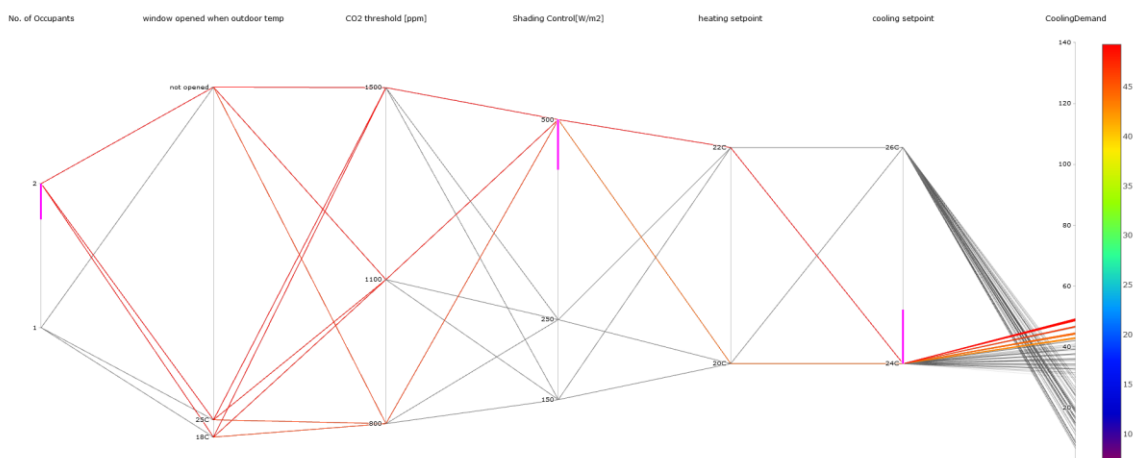 No. of Occupants
window opened when outdoor temp
CO2 threshold [ppm]
Shading Control[W/m2]
heating setpoint
cooling setpoint
CoolingDemand
140
120
100
80
60
40
20
2
1
not opened
25C
18C
1500
1100
800
500
250
150
22C
20C
26C
24C
45
40
35
30
25
20
15
10